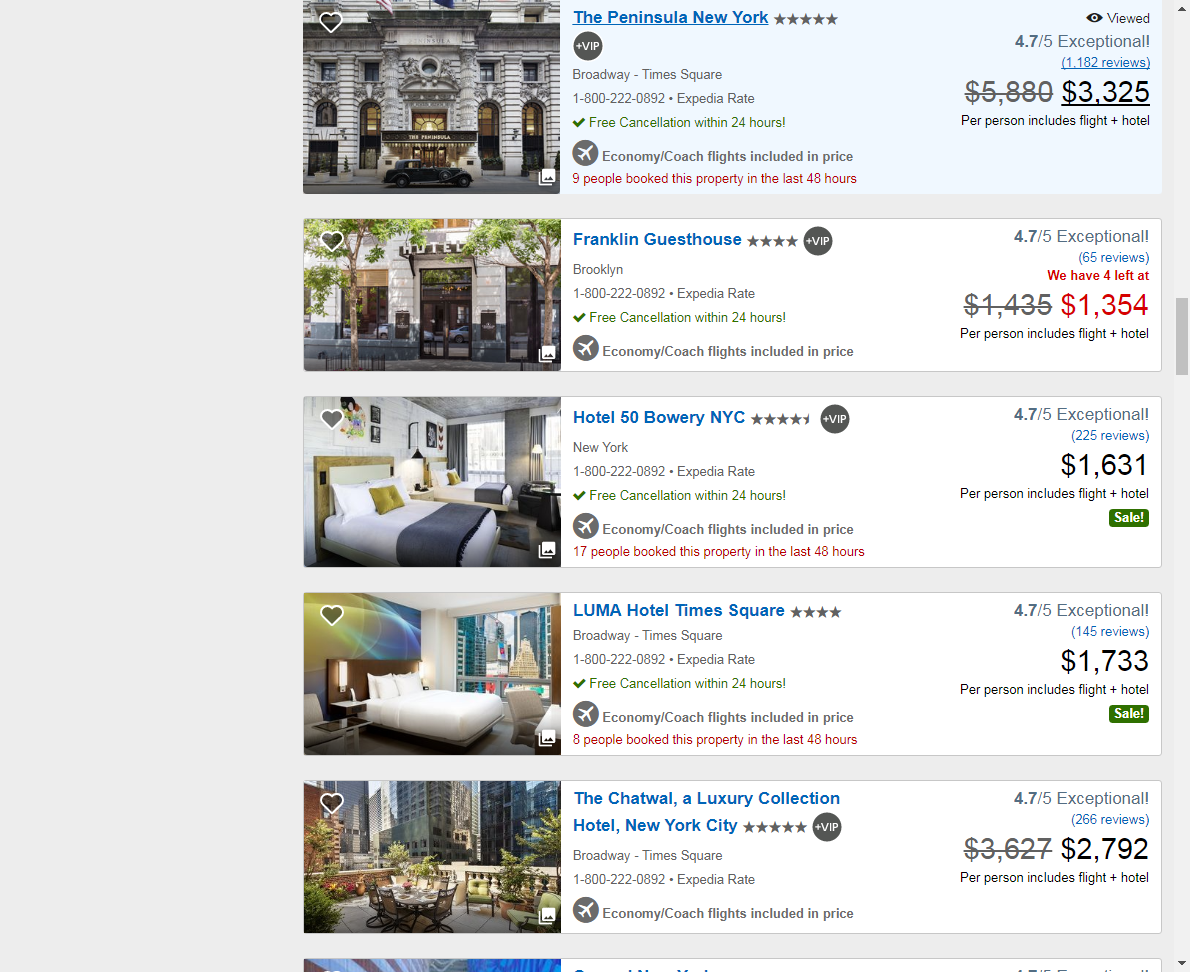 The Peninsula New York
Viewed
+VIP
4.7/5 Exceptional!
(1,182 reviews)
Broadway - Times Square
$5,880 $3,325
1-800-222-0892 • Expedia Rate
Per person includes flight + hotel
Free Cancellation within 24 hours!
Economy/Coach flights included in price
9 people booked this property in the last 48 hours
THE PENINSULA
HOTEL
Franklin Guesthouse
+VIP
4.7/5 Exceptional!
(65 reviews)
Brooklyn
We have 4 left at
1-800-222-0892 • Expedia Rate
$1,435 $1,354
Free Cancellation within 24 hours!
Per person includes flight + hotel
Economy/Coach flights included in price
Hotel 50 Bowery NYC
+VIP
4.7/5 Exceptional!
(225 reviews)
New York
$1,631
1-800-222-0892 • Expedia Rate
Per person includes flight + hotel
Free Cancellation within 24 hours!
Sale!
Economy/Coach flights included in price
17 people booked this property in the last 48 hours
LUMA Hotel Times Square
4.7/5 Exceptional!
(145 reviews)
Broadway - Times Square
$1,733
1-800-222-0892 • Expedia Rate
Per person includes flight + hotel
Free Cancellation within 24 hours!
Sale!
Economy/Coach flights included in price
8 people booked this property in the last 48 hours
The Chatwal, a Luxury Collection
Hotel, New York City
+VIP
4.7/5 Exceptional!
(266 reviews)
Broadway - Times Square
$3,627 $2,792
1-800-222-0892 • Expedia Rate
Per person includes flight + hotel
Economy/Coach flights included in price